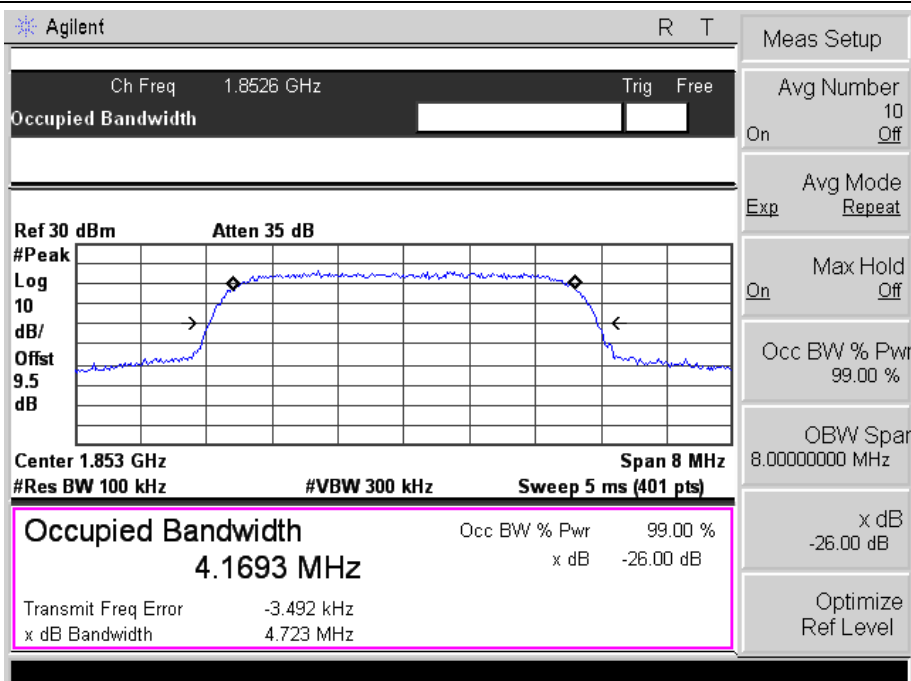 Agilent R T
Meas Setup
Ch Freq 1.8526 GHz Trig Free
Occupied Bandwidth
Avg Number
10
On Off
Avg Mode
Exp Repeat
Ref 30 dBm Atten 35 dB
#Peak
Log
10
dB/
Offst
9.5
dB
Max Hold
On Off
Occ BW % Pwr
99.00 %
Center 1.853 GHz Span 8 MHz
#Res BW 100 kHz #VBW 300 kHz Sweep 5 ms (401 pts)
OBW Span
8.00000000 MHz
Occupied Bandwidth
4.1693 MHz
Occ BW % Pwr 99.00 %
x dB -26.00 dB
Transmit Freq Error -3.492 kHz
x dB Bandwidth 4.723 MHz
x dB
-26.00 dB
Optimize
Ref Level